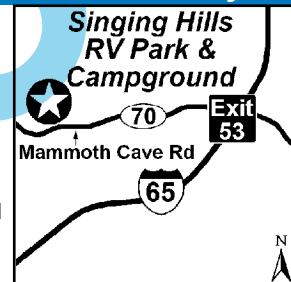 Singing Hills
RV Park &
Campground
70
Exit
53
Mammoth Cave Rd
65
N